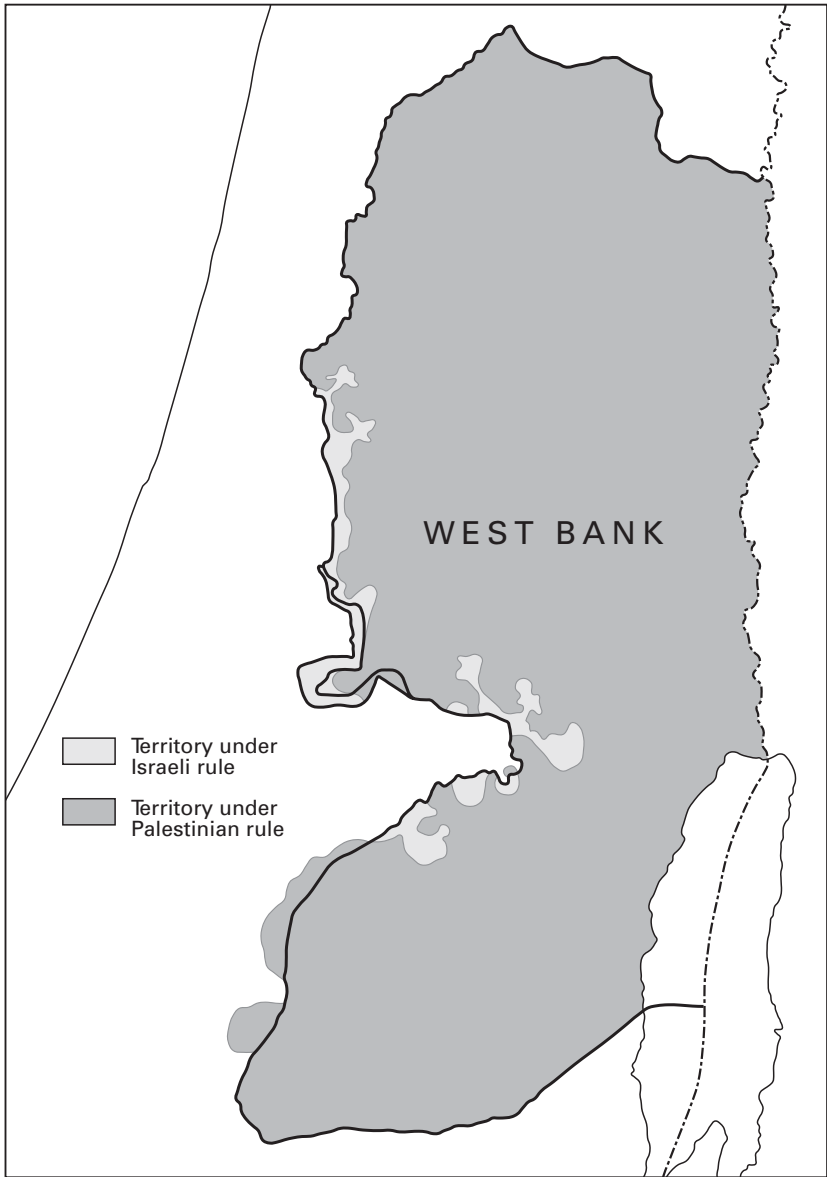 WEST BANK
Territory under
Israeli rule
Territory under
Palestinian rule